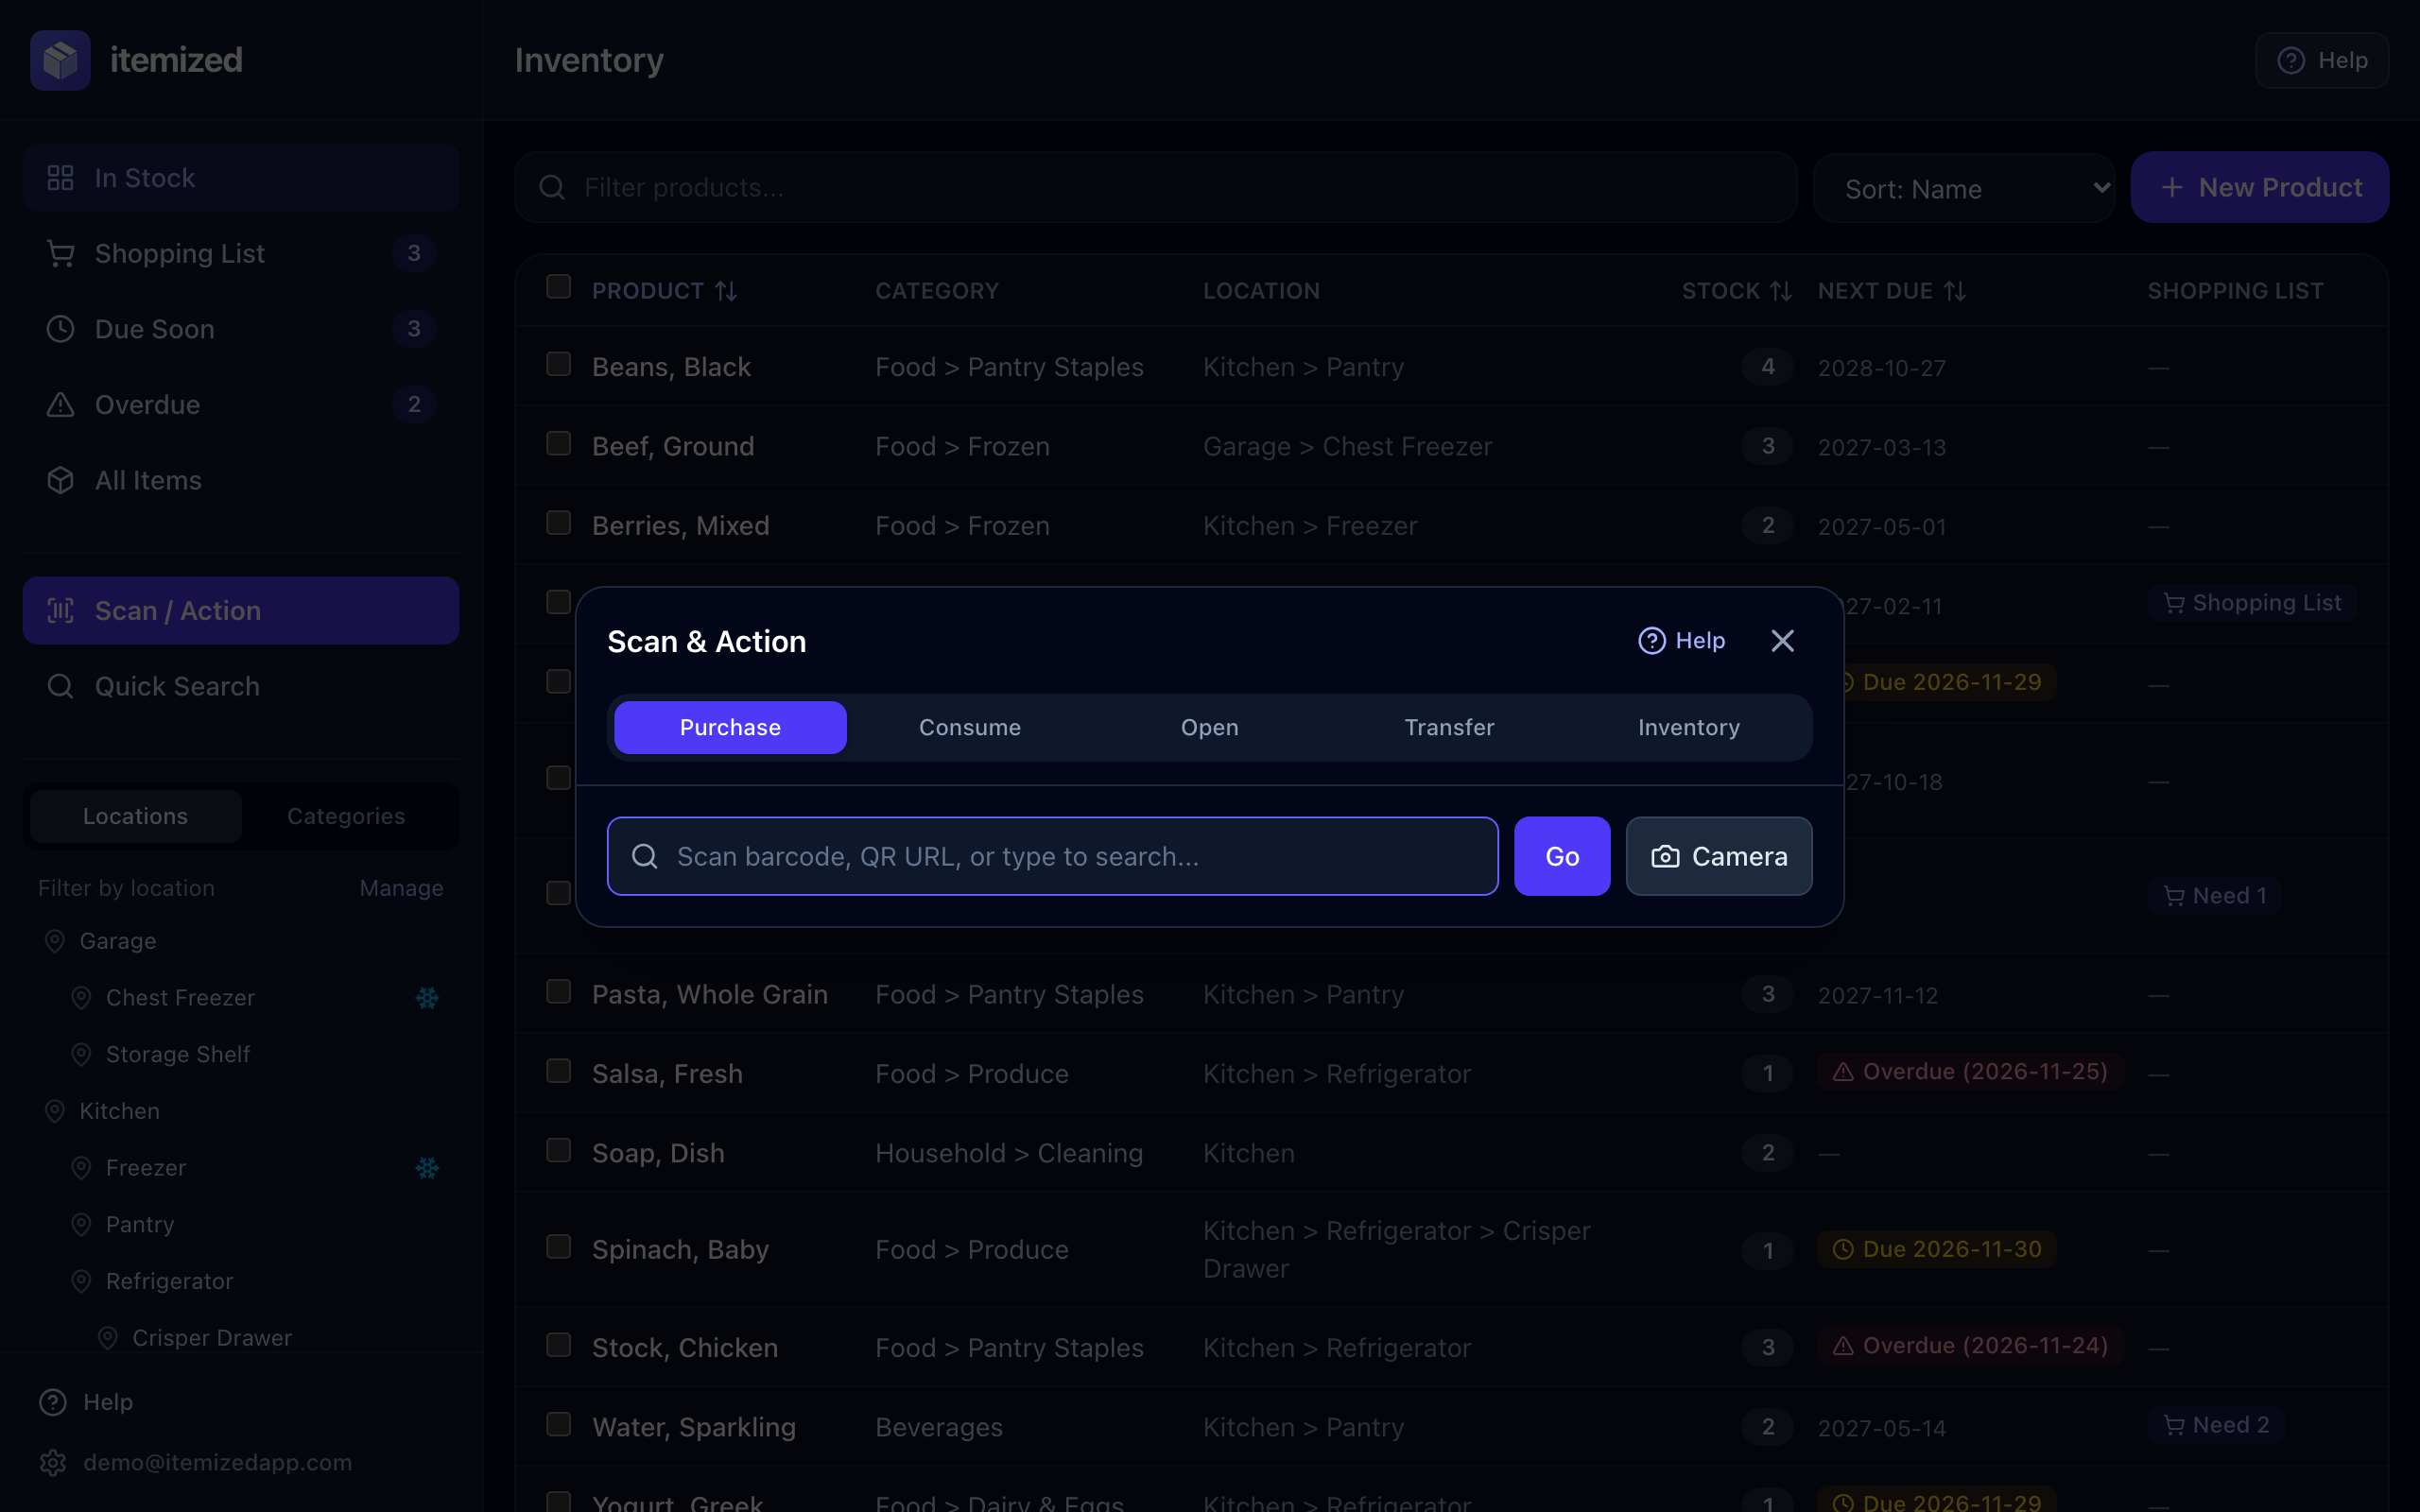 itemized
Inventory
Help
In Stock
Shopping List 3
Due Soon 3
Overdue 2
All Items
Scan / Action
Quick Search
Locations Categories
Filter by location Manage
Garage
Chest Freezer
Storage Shelf
Kitchen
Freezer
Pantry
Refrigerator
Crisper Drawer
Help
demo@itemizedapp.com
Filter products...
Sort: Name
New Product
PRODUCT CATEGORY LOCATION STOCK NEXT DUE SHOPPING LIST
Beans, Black Food > Pantry Staples Kitchen > Pantry 4 2028-10-27 —
Beef, Ground Food > Frozen Garage > Chest Freezer 3 2027-03-13 —
Berries, Mixed Food > Frozen Kitchen > Freezer 2 2027-05-01 —
27-02-11 Shopping List
Due 2026-11-29 —
27-10-18 —
Need 1
Scan & Action
Help
Purchase Consume Open Transfer Inventory
Scan barcode, QR URL, or type to search...
Go
Camera
Pasta, Whole Grain Food > Pantry Staples Kitchen > Pantry 3 2027-11-12 —
Salsa, Fresh Food > Produce Kitchen > Refrigerator 1 Overdue (2026-11-25) —
Soap, Dish Household > Cleaning Kitchen 2 — —
Spinach, Baby Food > Produce Kitchen > Refrigerator > Crisper
Drawer 1 Due 2026-11-30 —
Stock, Chicken Food > Pantry Staples Kitchen > Refrigerator 3 Overdue (2026-11-24) —
Water, Sparkling Beverages Kitchen > Pantry 2 2027-05-14 Need 2
Yogurt, Greek Food > Dairy & Eggs Kitchen > Refrigerator 1 Due 2026-11-29 —